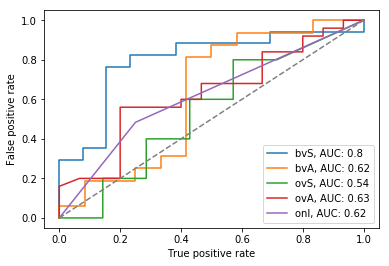 1.0
0.8
0.6
0.4
0.2
0.0
False positive rate
bvS, AUC: 0.8
bvA, AUC: 0.62
ovS, AUC: 0.54
ovA, AUC: 0.63
onl, AUC: 0.62
0.0 0.2 0.4 0.6 0.8 1.0
True positive rate